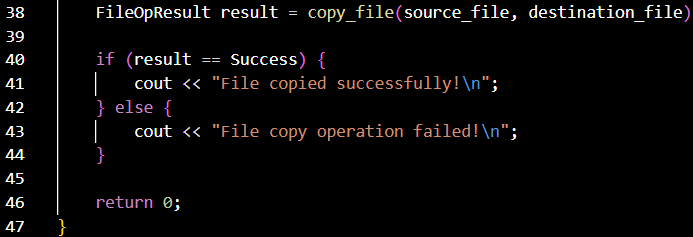 38 FileOpResult result = copy_file(source_file, destination_file)
39
40 if (result == Success) {
41 cout << "File copied successfully!\n";
42 } else {
43 cout << "File copy operation failed!\n";
44 }
45
46 return 0;
47 }